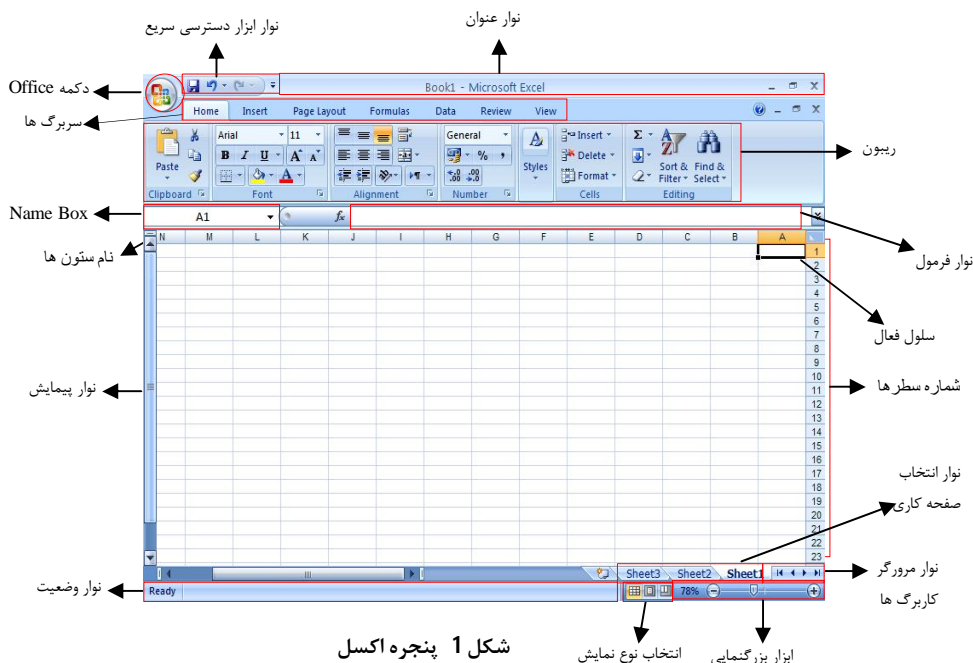 نوار عنوان
نوار ابزار دسترسی سریع
دکمه Office
سربرگ ها
Book1 - Microsoft Excel
Home Insert Page Layout Formulas Data Review View
Arial 11
General
Insert
Σ
B I U A A
% ,
Delete
Paste
Styles
Sort & Find &
Filter Select
A
.00 .00
Format
Clipboard Font Alignment Number Cells Editing
ریبون
Name Box
A1 fx
نوار فرمول
نام ستون ها
N M L K J I H G F E D C B A
1
2
3
4
5
6
7
8
9
10
11
12
13
14
15
16
17
18
19
20
21
22
23
سلول فعال
نوار پیمایش
شماره سطر ها
نوار انتخاب
صفحه کاری
Sheet3 Sheet2 Sheet1
نوار مرورگر
کاربرگ ها
نوار وضعیت
Ready 78%
انتخاب نوع نمایش
ابزار بزرگنمایی
شکل 1 پنجره اکسل